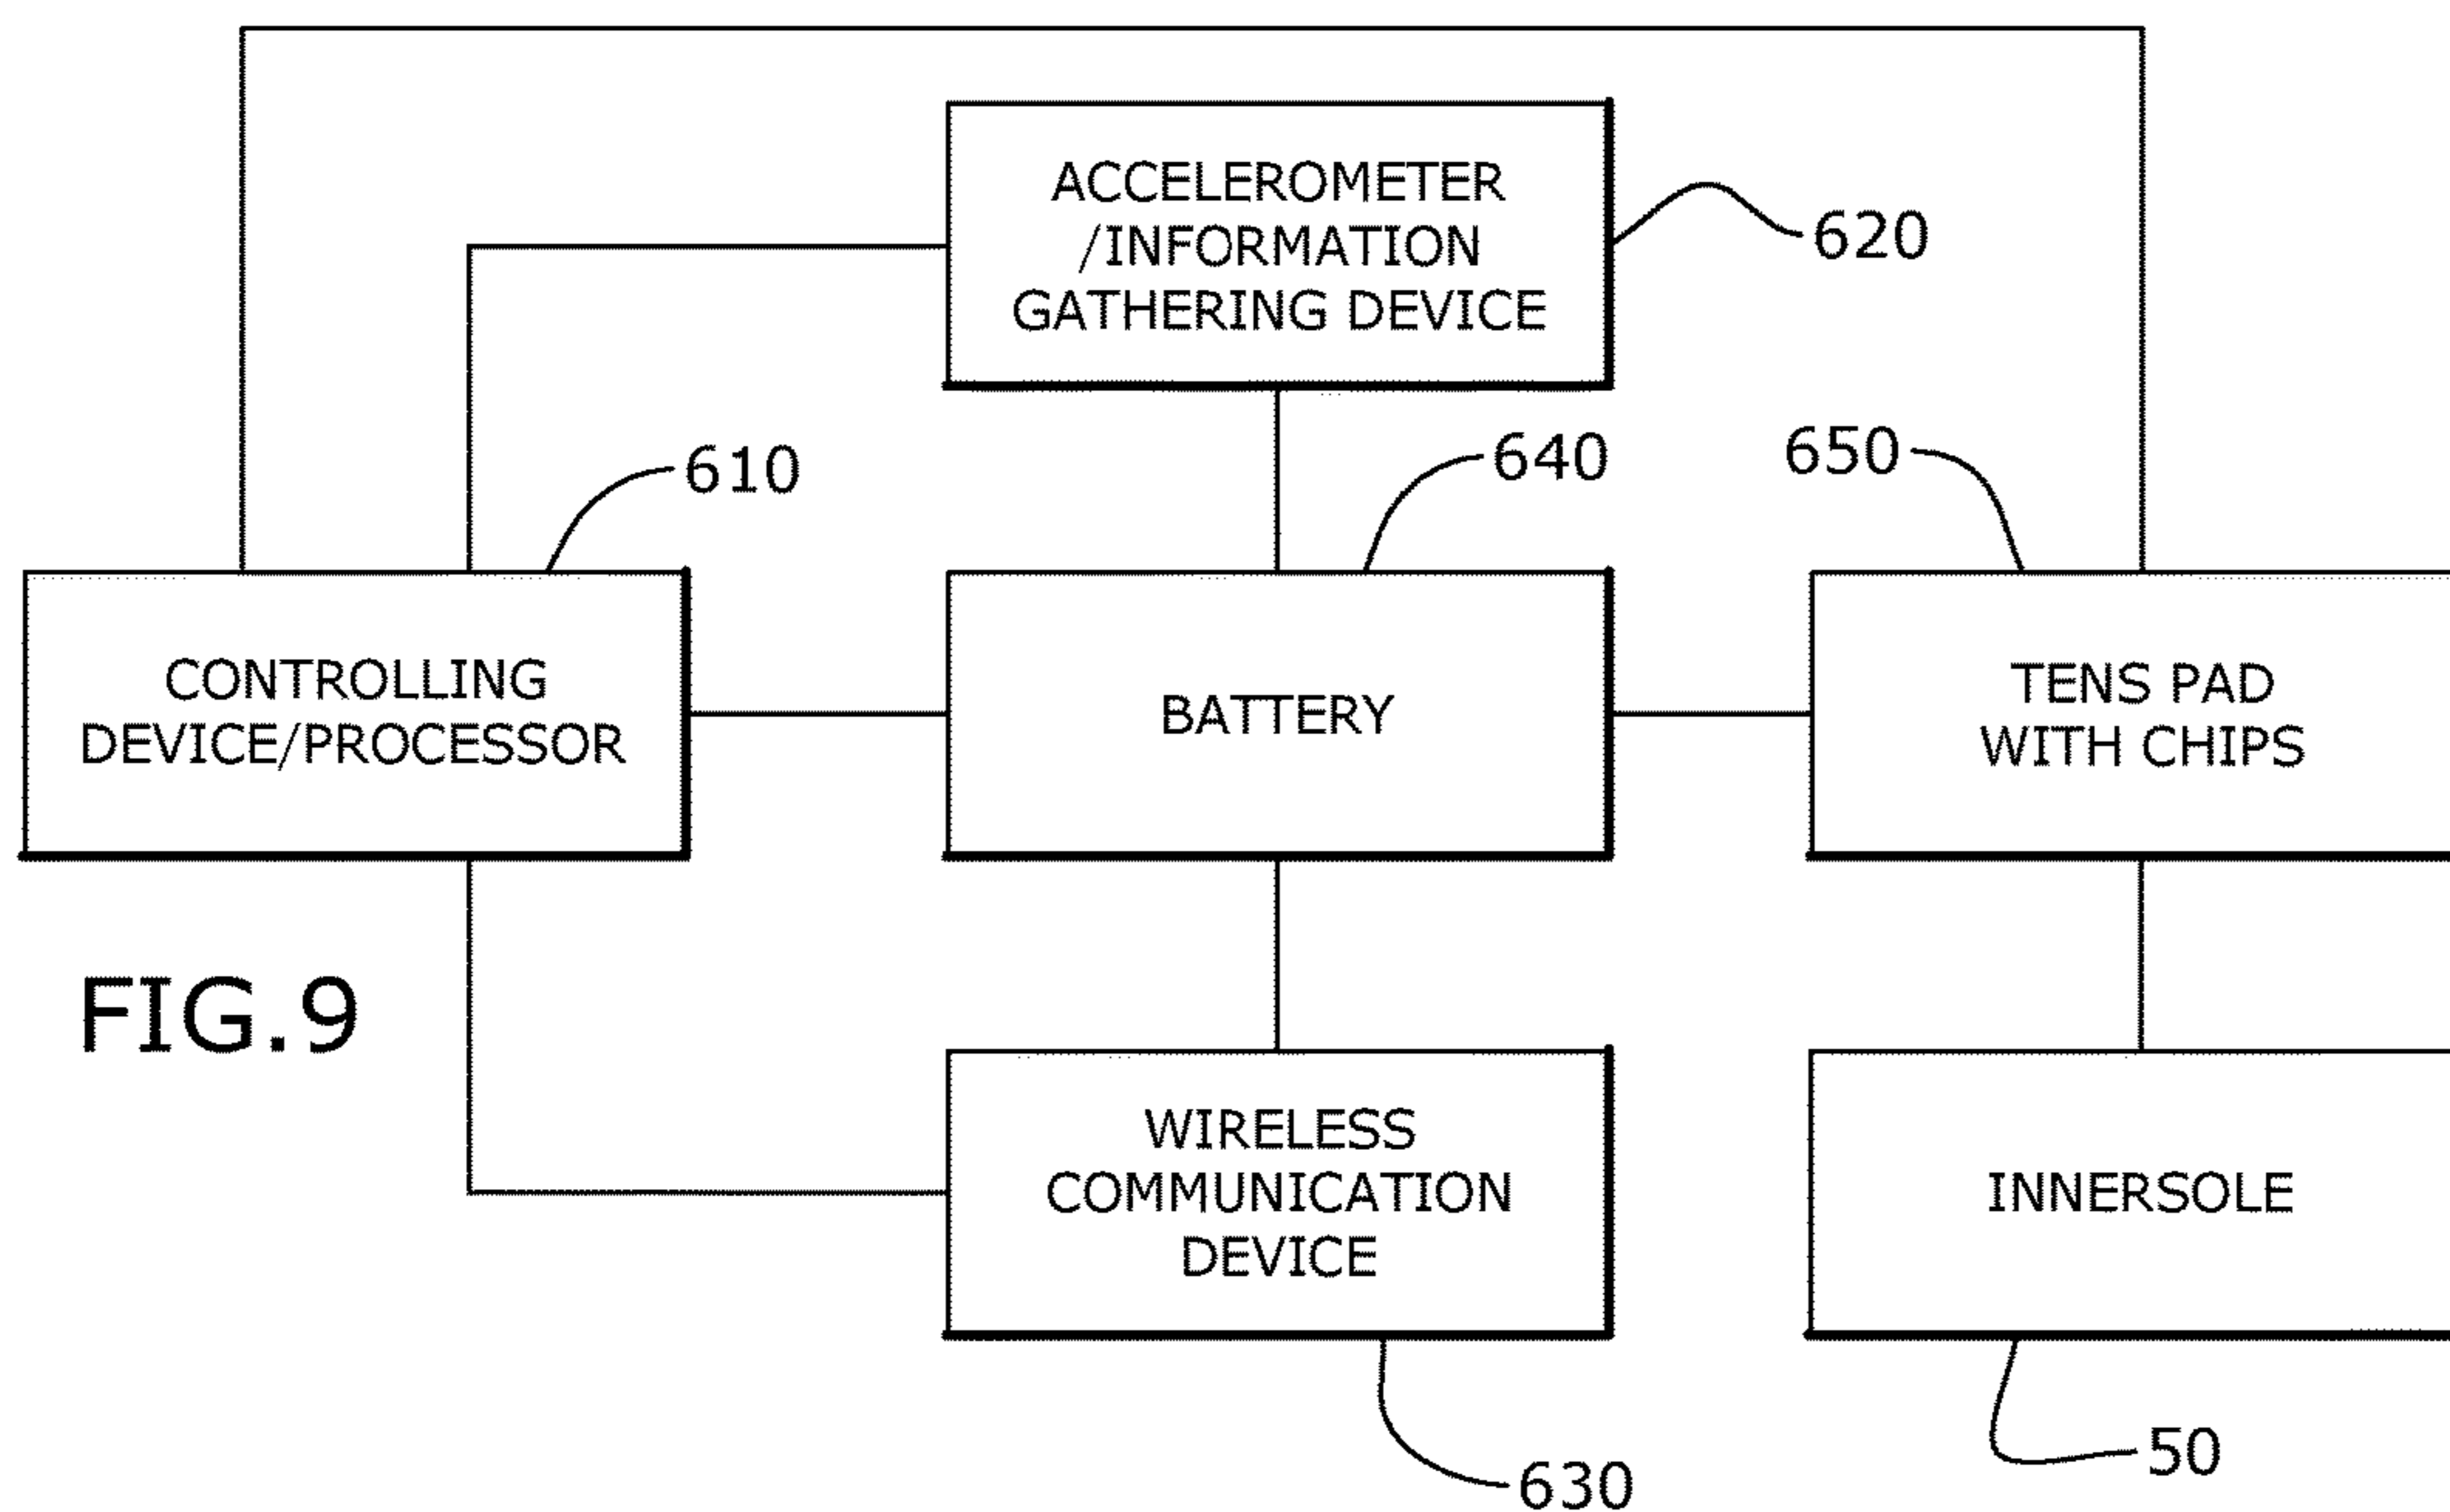 ACCELEROMETER
/INFORMATION
GATHERING DEVICE
620
610
640
650
CONTROLLING
DEVICE/PROCESSOR
BATTERY
TENS PAD
WITH CHIPS
FIG.9
WIRELESS
COMMUNICATION
DEVICE
INNERSOLE
630
50